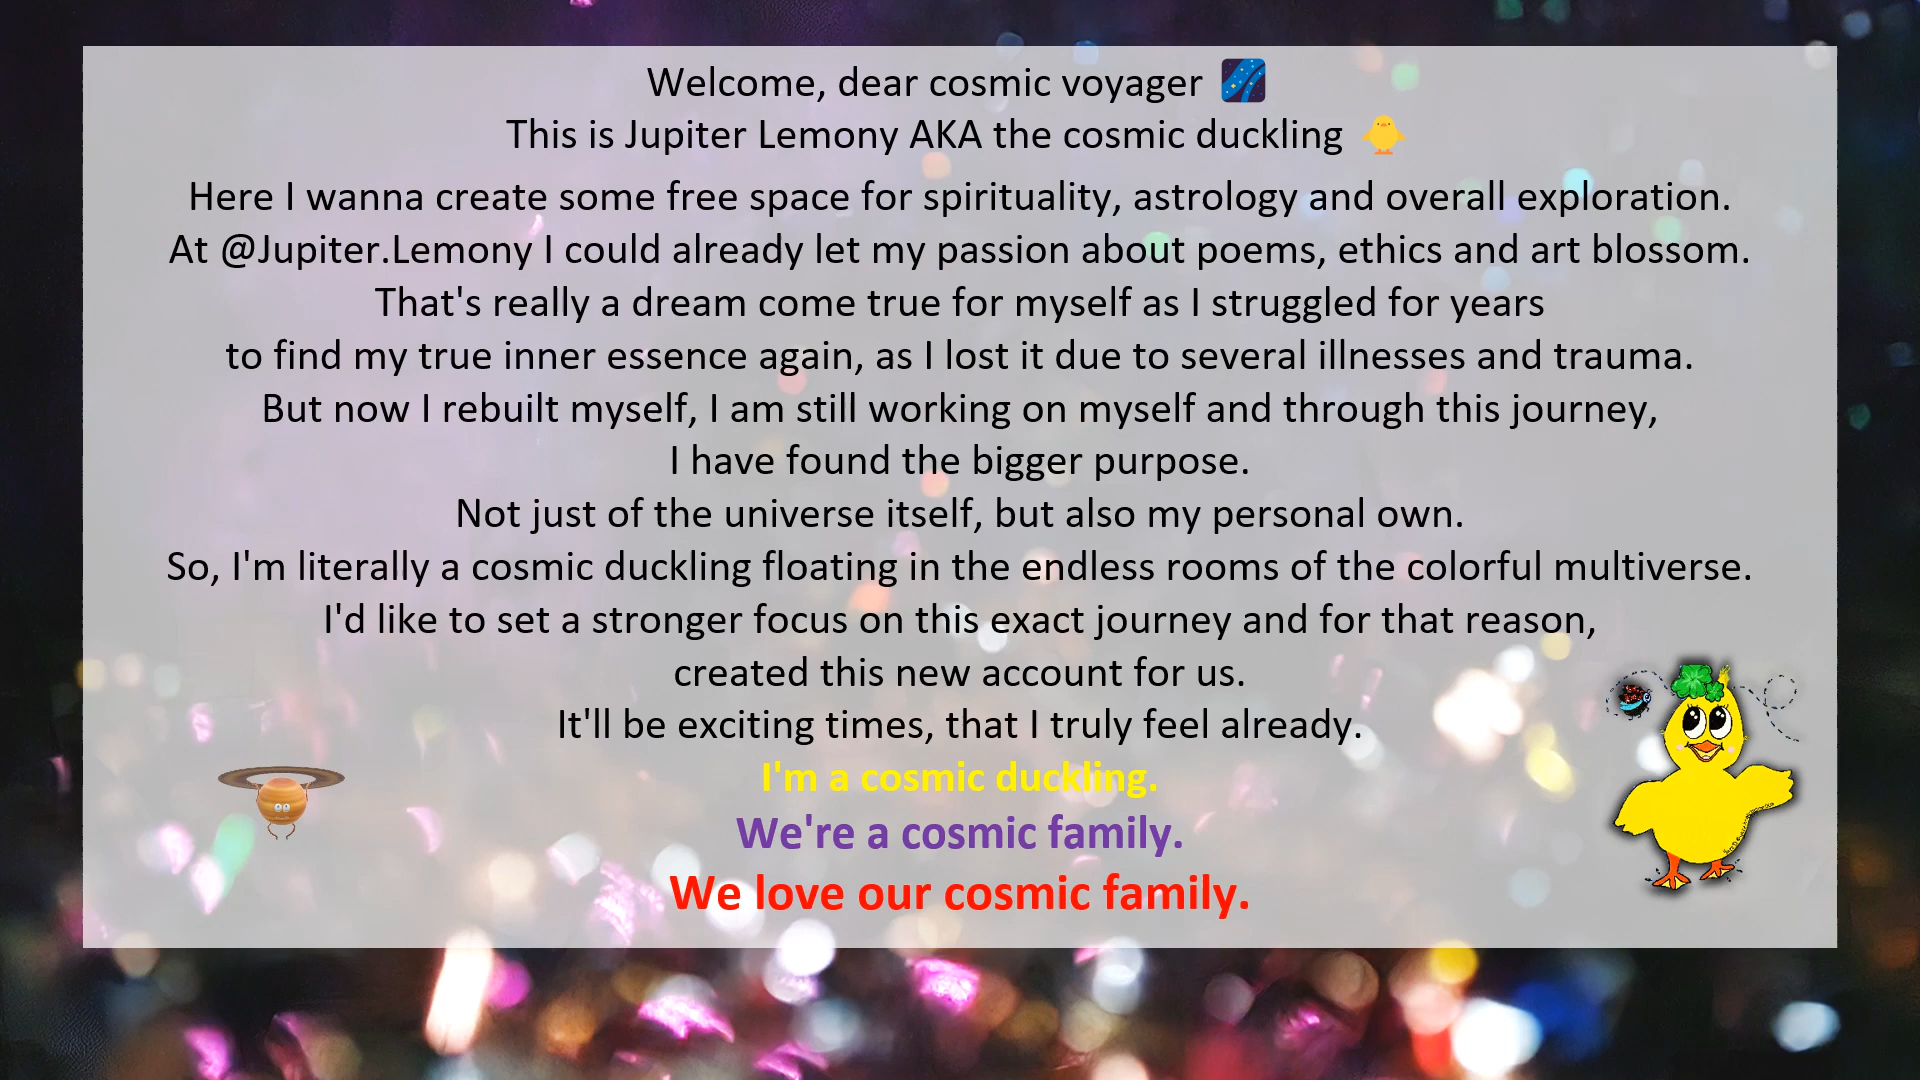 Welcome, dear cosmic voyager 🌌
This is Jupiter Lemony AKA the cosmic duckling 🐥
Here I wanna create some free space for spirituality, astrology and overall exploration.
At @Jupiter.Lemony I could already let my passion about poems, ethics and art blossom.
That's really a dream come true for myself as I struggled for years
to find my true inner essence again, as I lost it due to several illnesses and trauma.
But now I rebuilt myself, I am still working on myself and through this journey,
I have found the bigger purpose.
Not just of the universe itself, but also my personal own.
So, I'm literally a cosmic duckling floating in the endless rooms of the colorful multiverse.
I'd like to set a stronger focus on this exact journey and for that reason,
created this new account for us.
It'll be exciting times, that I truly feel already.
I'm a cosmic duckling.
We're a cosmic family.
We love our cosmic family.